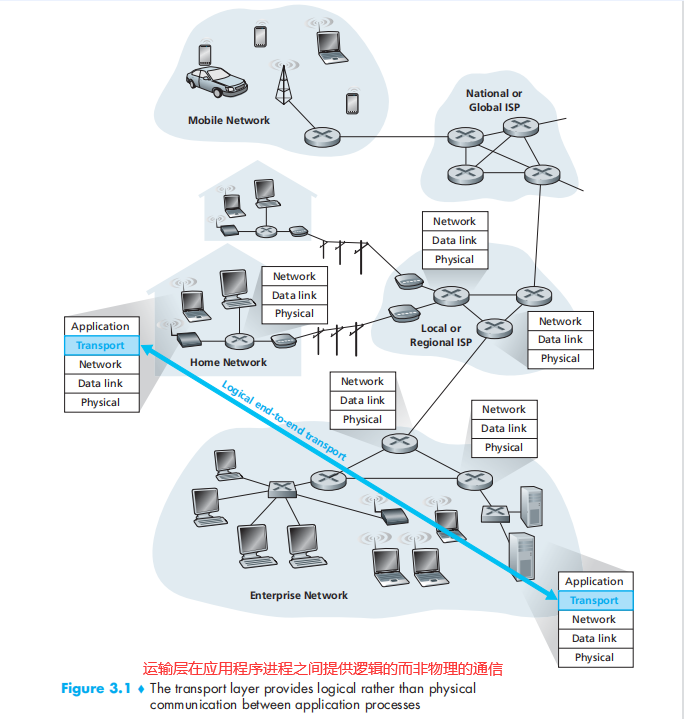 Mobile Network
National or
Global ISP
Network
Data link
Physical
Network
Data link
Physical
Local or
Regional ISP
Network
Data link
Physical
Home Network
Application
Transport
Network
Data link
Physical
Logical end-to-end transport
Network
Data link
Physical
Network
Data link
Physical
Enterprise Network
Application
Transport
Network
Data link
Physical
运输层在应用程序进程之间提供逻辑的而非物理的通信
Figure 3.1 ♦ The transport layer provides logical rather than physical
communication between application processes